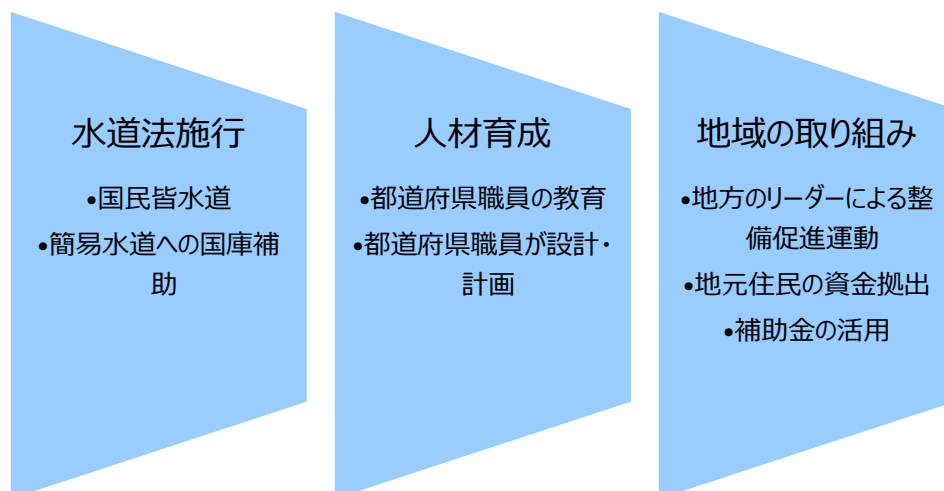 水道法施行
•国民皆水道
•簡易水道への国庫補
助
人材育成
•都道府県職員の教育
•都道府県職員が設計・
計画
地域の取り組み
•地方のリーダーによる整
備促進運動
•地元住民の資金拠出
•補助金の活用